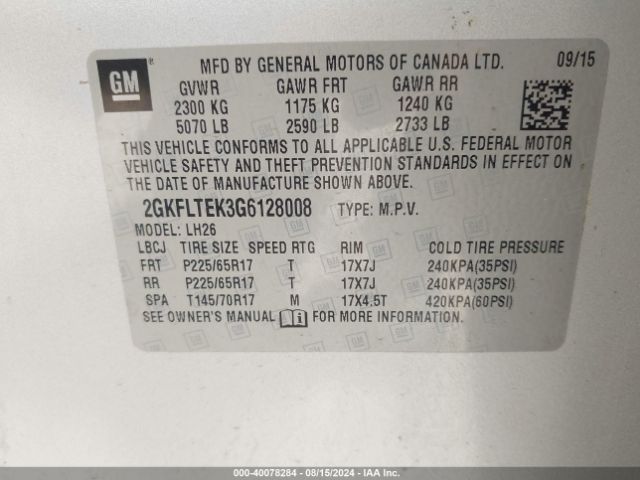 GM ®
MFD BY GENERAL MOTORS OF CANADA LTD. 09/15
GVWR GAWR FRT GAWR RR
2300 KG 1175 KG 1240 KG
5070 LB 2590 LB 2733 LB
THIS VEHICLE CONFORMS TO ALL APPLICABLE U.S. FEDERAL MOTOR
VEHICLE SAFETY AND THEFT PREVENTION STANDARDS IN EFFECT ON
THE DATE OF MANUFACTURE SHOWN ABOVE.
2GKFLTEK3G6128008 TYPE: M.P.V.
MODEL: LH26
LBCJ TIRE SIZE SPEED RTG RIM COLD TIRE PRESSURE
FRT P225/65R17 T 17X7J 240KPA(35PSI)
RR P225/65R17 T 17X7J 240KPA(35PSI)
SPA T145/70R17 M 17X4.5T 420KPA(60PSI)
SEE OWNER'S MANUAL FOR MORE INFORMATION.
000-40078284 - 08/15/2024 - IAA Inc.